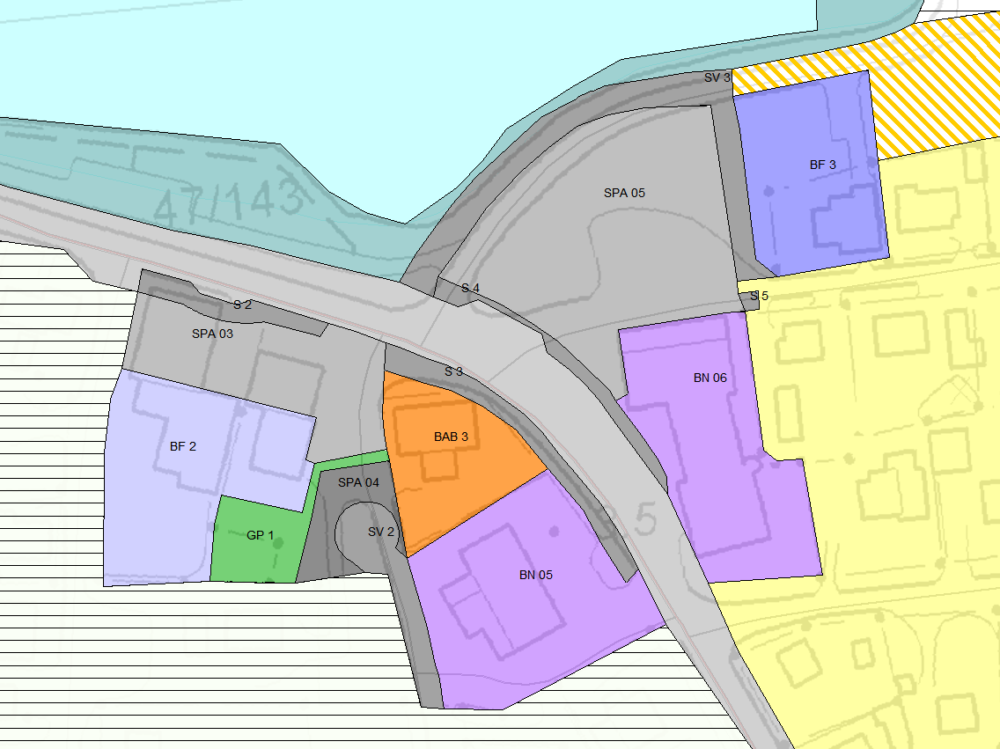 SV 3
BF 3
SPA 05
47/143
S 4
S 5
S 2
SPA 03
S 3
BN 06
BAB 3
BF 2
SPA 04
5
SV 2
GP 1
BN 05